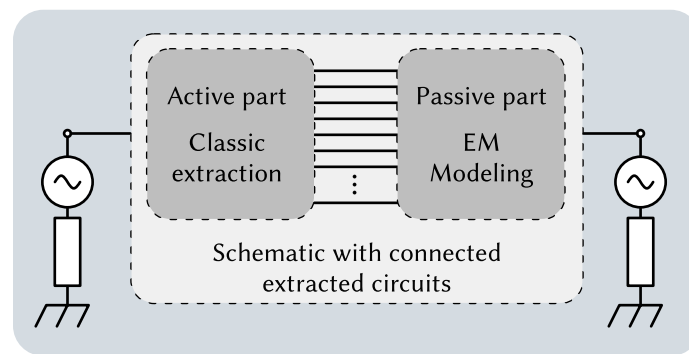 Active part
Classic
extraction
Passive part
EM
Modeling
Schematic with connected
extracted circuits